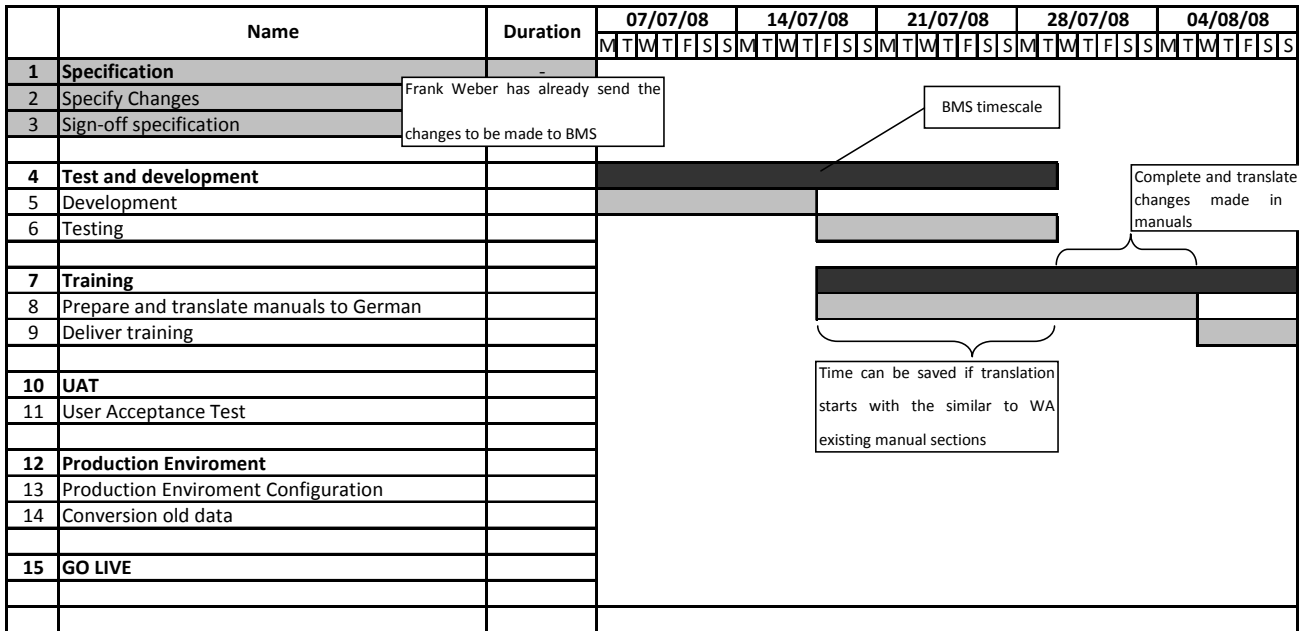 Name Duration 07/07/08 14/07/08 21/07/08 28/07/08 04/08/08
M T W T F S S M T W T F S S M T W T F S S M T W T F S S M T W T F S S
1 Specification -
2 Specify Changes
3 Sign-off specification
Frank Weber has already send the
changes to be made to BMS
BMS timescale
4 Test and development
5 Development
6 Testing
Complete and translate
changes made in
manuals
7 Training
8 Prepare and translate manuals to German
9 Deliver training
Time can be saved if translation
starts with the similar to WA
existing manual sections
10 UAT
11 User Acceptance Test
12 Production Enviroment
13 Production Enviroment Configuration
14 Conversion old data
15 GO LIVE